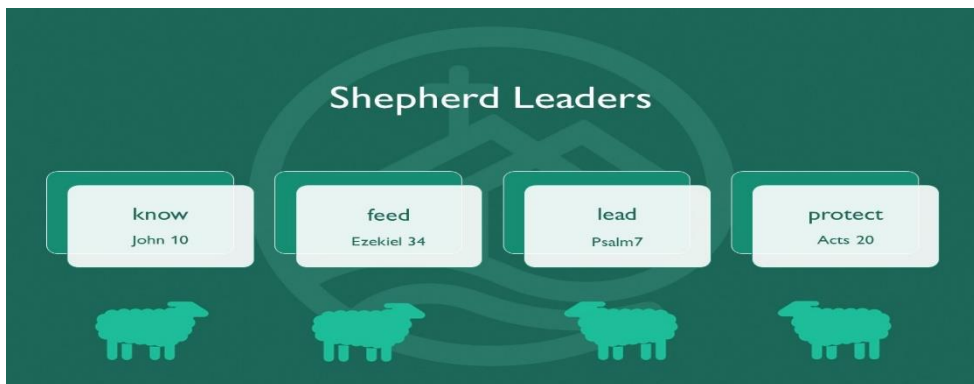 Shepherd Leaders
know
John 10
feed
Ezekiel 34
lead
Psalm7
protect
Acts 20